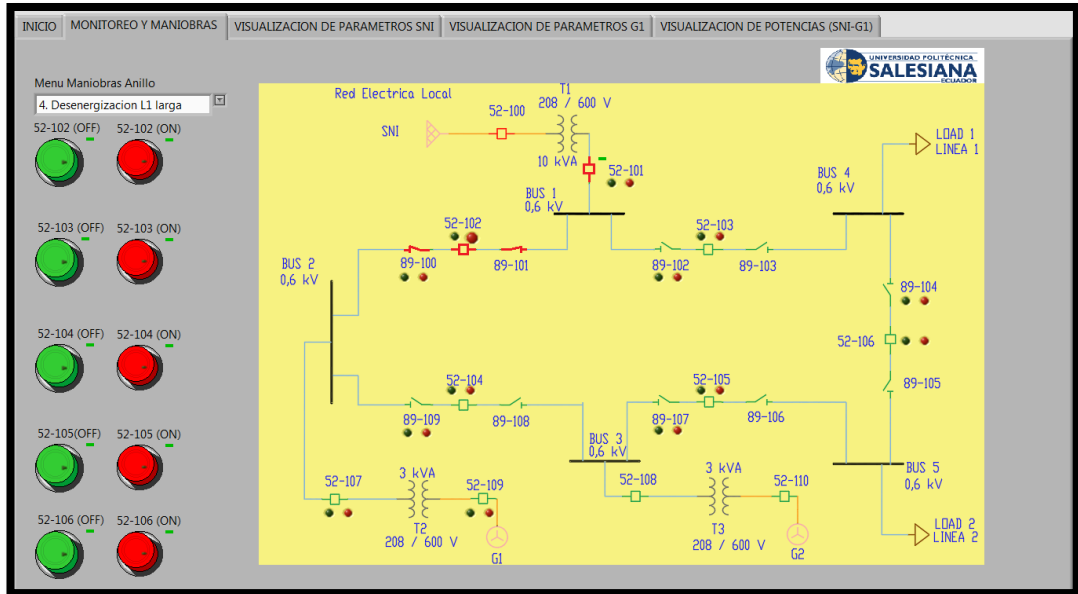 INICIO
MONITOREO Y MANIOBRAS
VISUALIZACION DE PARAMETROS SNI
VISUALIZACION DE PARAMETROS G1
VISUALIZACION DE POTENCIAS (SNI-G1)
UNIVERSIDAD POLITÉCNICA
SALESIANA
ECUADOR
Menu Maniobras Anillo
4. Desenergizacion L1 larga
52-102 (OFF)
52-102 (ON)
52-103 (OFF)
52-103 (ON)
52-104 (OFF)
52-104 (ON)
52-105(OFF)
52-105 (ON)
52-106 (OFF)
52-106 (ON)
Red Electrica Local
SNI
52-100
T1
208 / 600 V
10 kVA
52-101
BUS 1
0,6 kV
BUS 4
0,6 kV
LOAD 1
LINEA 1
52-102
89-100
89-101
52-103
89-102
89-103
BUS 2
0,6 kV
89-104
52-106
89-105
52-104
89-109
89-108
52-105
89-107
89-106
BUS 3
0,6 kV
BUS 5
0,6 kV
52-107
3 kVA
52-109
T2
208 / 600 V
G1
52-108
3 kVA
52-110
T3
208 / 600 V
G2
LOAD 2
LINEA 2